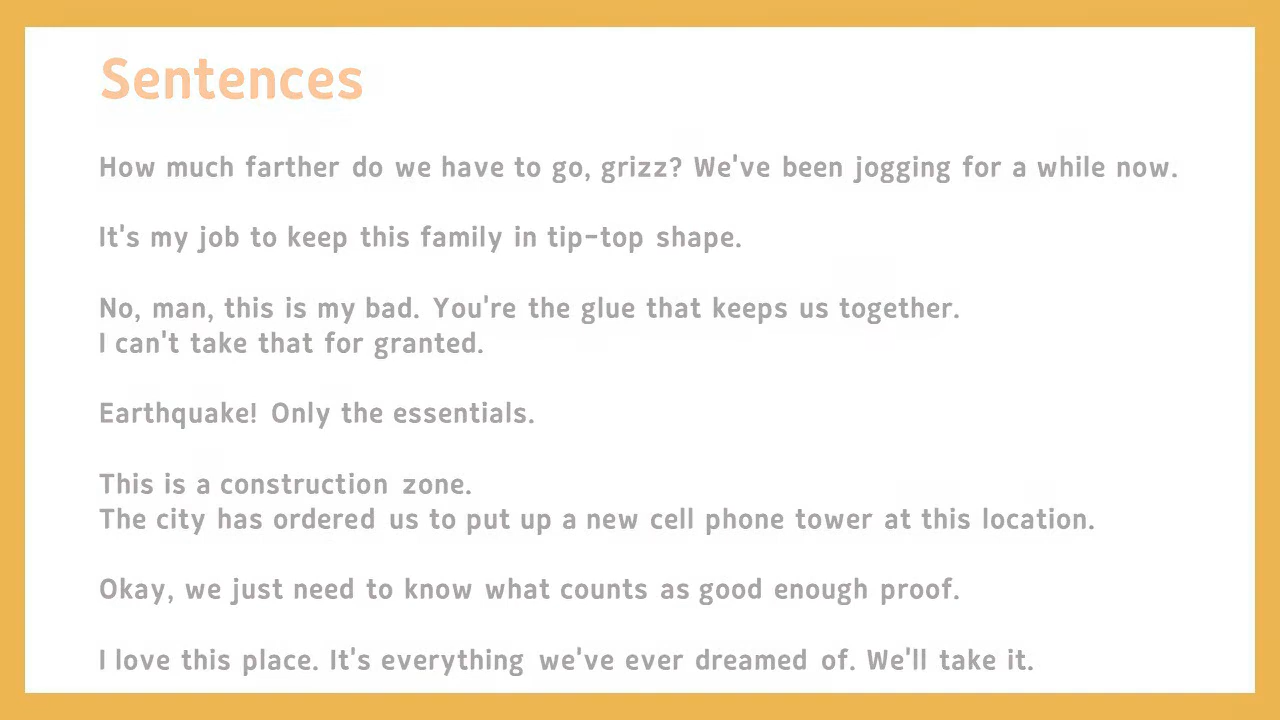 Sentences
How much farther do we have to go, grizz? We've been jogging for a while now.
It's my job to keep this family in tip-top shape.
No, man, this is my bad. You're the glue that keeps us together.
I can't take that for granted.
Earthquake! Only the essentials.
This is a construction zone.
The city has ordered us to put up a new cell phone tower at this location.
Okay, we just need to know what counts as good enough proof.
I love this place. It's everything we've ever dreamed of. We'll take it.